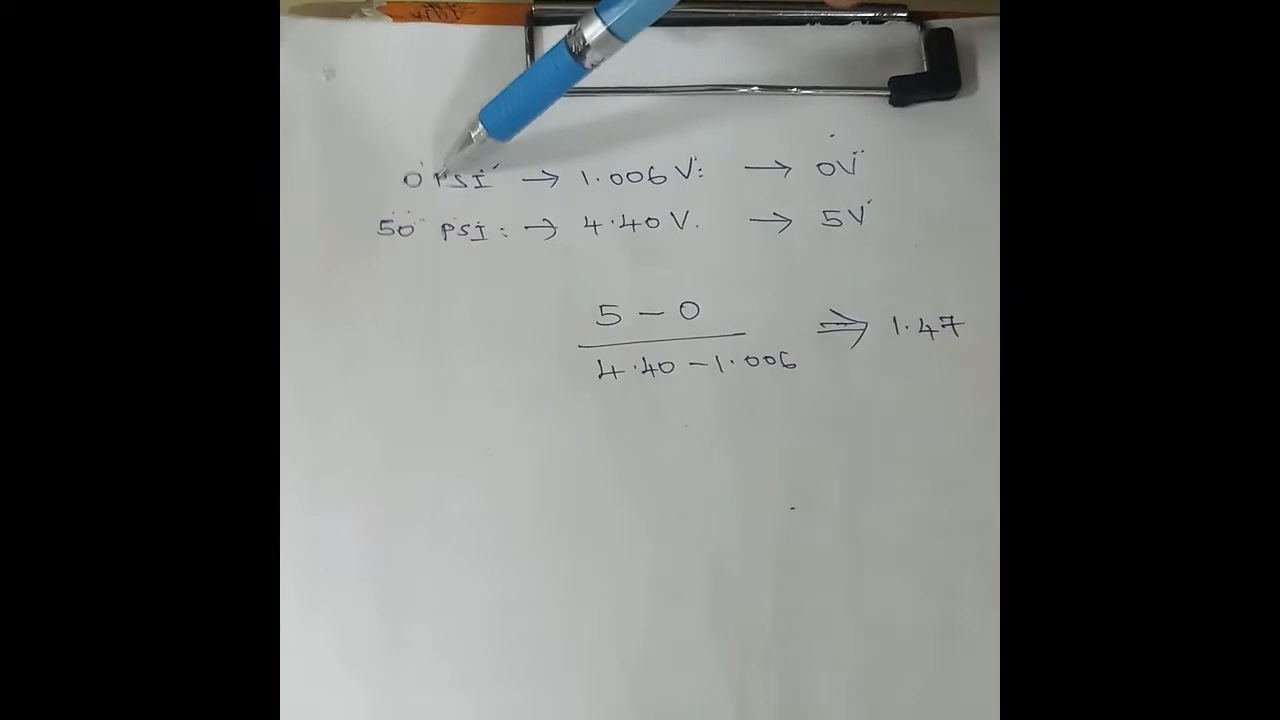 0 PSI → 1.006 V: → 0V
50 PSI: → 4.40 V. → 5V
5 - 0
4.40 - 1.006 ⇒ 1.47